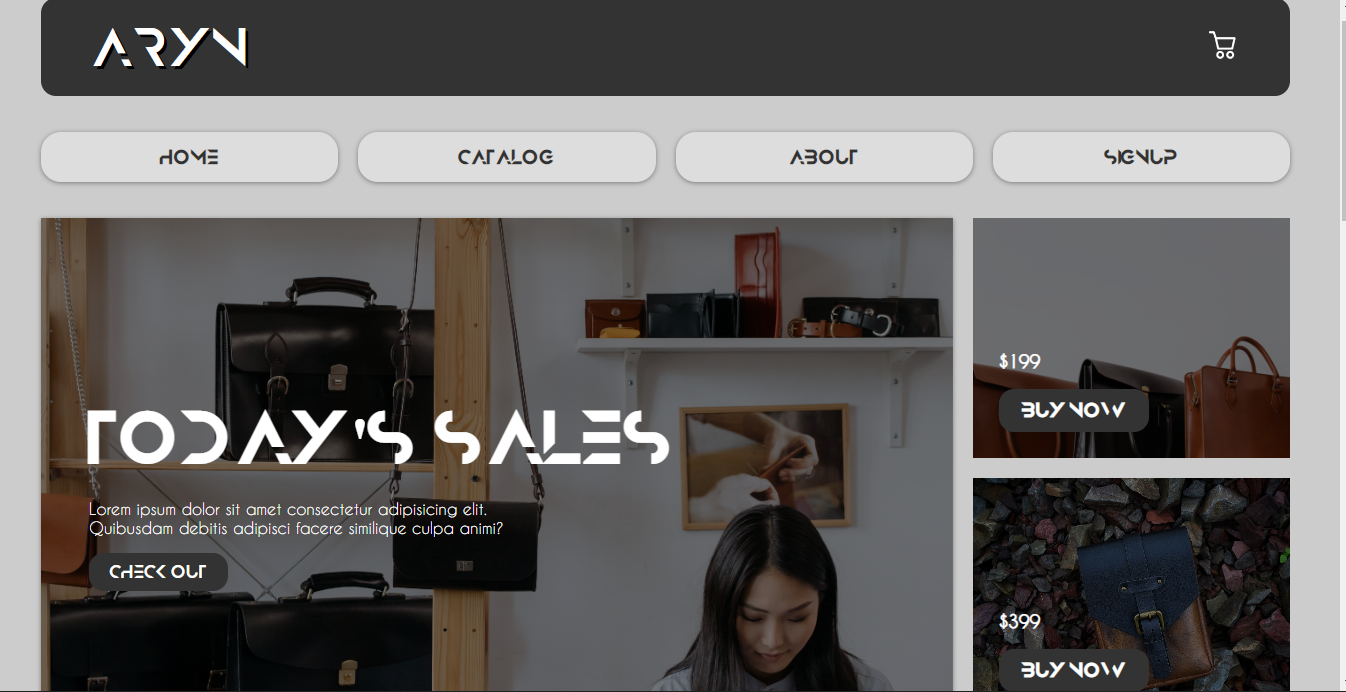 ARYN
HOME
CATALOG
ABOUT
SIGNUP
TODAY'S SALES
Lorem ipsum dolor sit amet consectetur adipisicing elit.
Quibusdam debitis adipisci facere similique culpa animi?
CHECK OUT
$199
BUY NOW
$399
BUY NOW